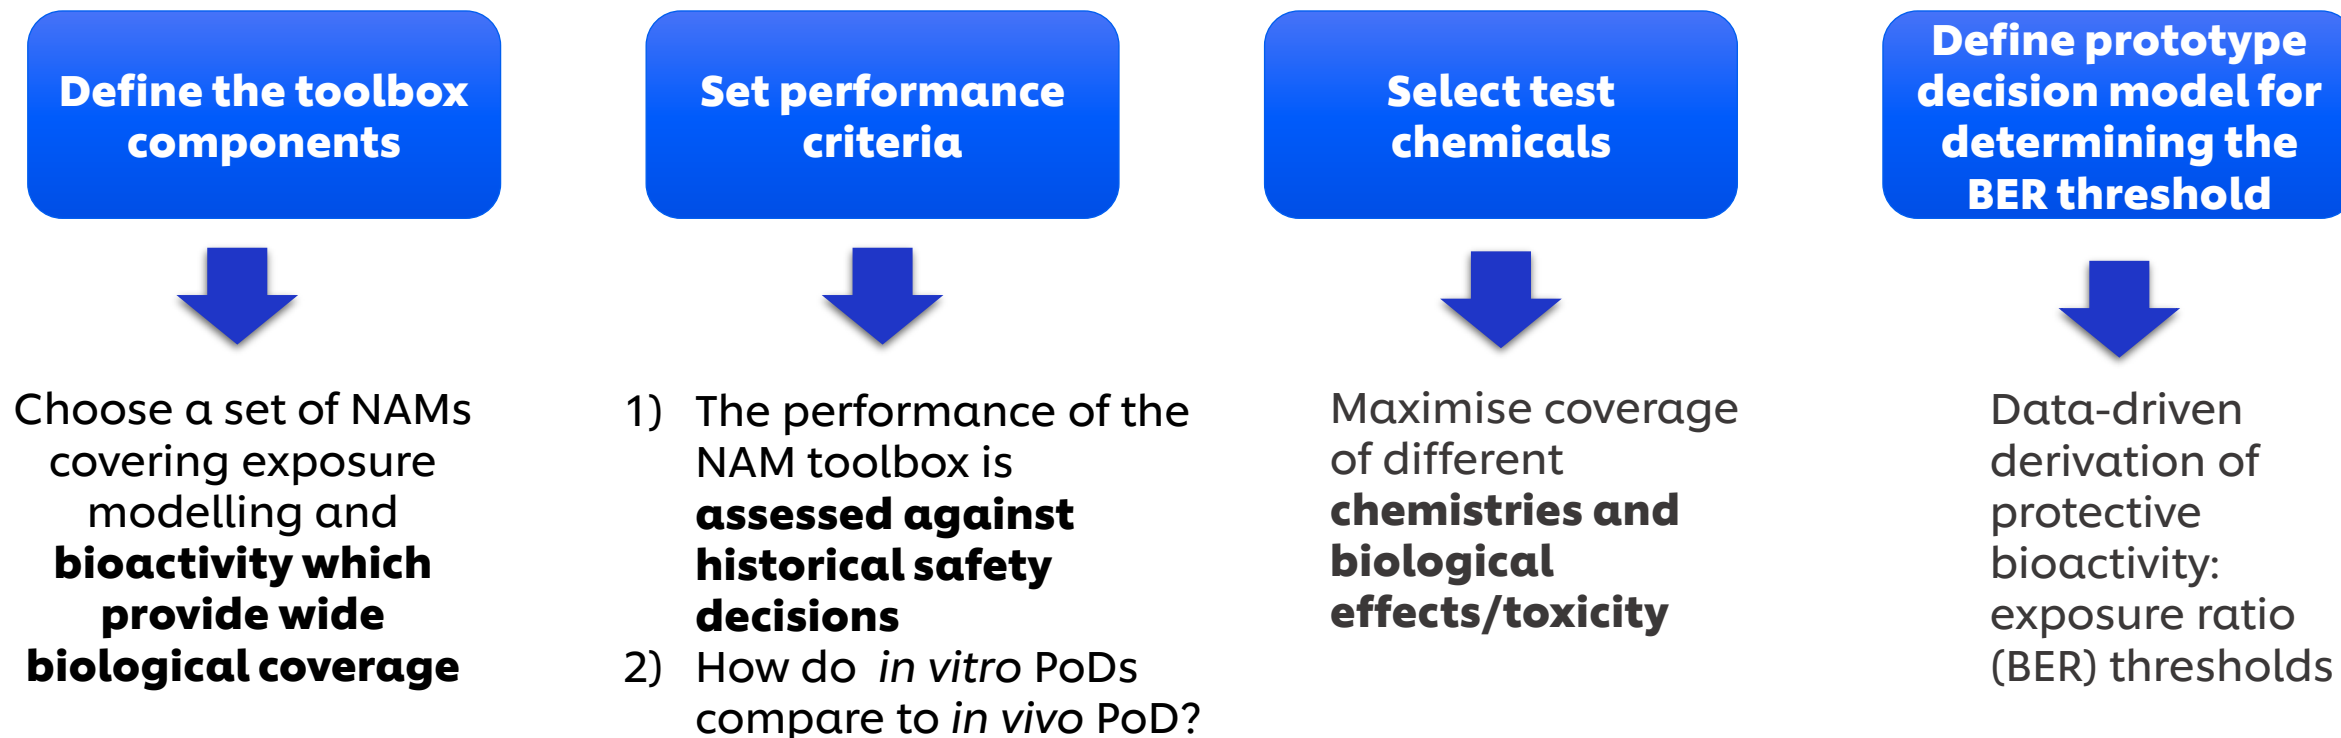 Define the toolbox
components
Choose a set of NAMs
covering exposure
modelling and
bioactivity which
provide wide
biological coverage
Set performance
criteria
1) The performance of the
NAM toolbox is
assessed against
historical safety
decisions
2) How do in vitro PoDs
compare to in vivo PoD?
Select test
chemicals
Maximise coverage
of different
chemistries and
biological
effects/toxicity
Define prototype
decision model for
determining the
BER threshold
Data-driven
derivation of
protective
bioactivity:
exposure ratio
(BER) thresholds